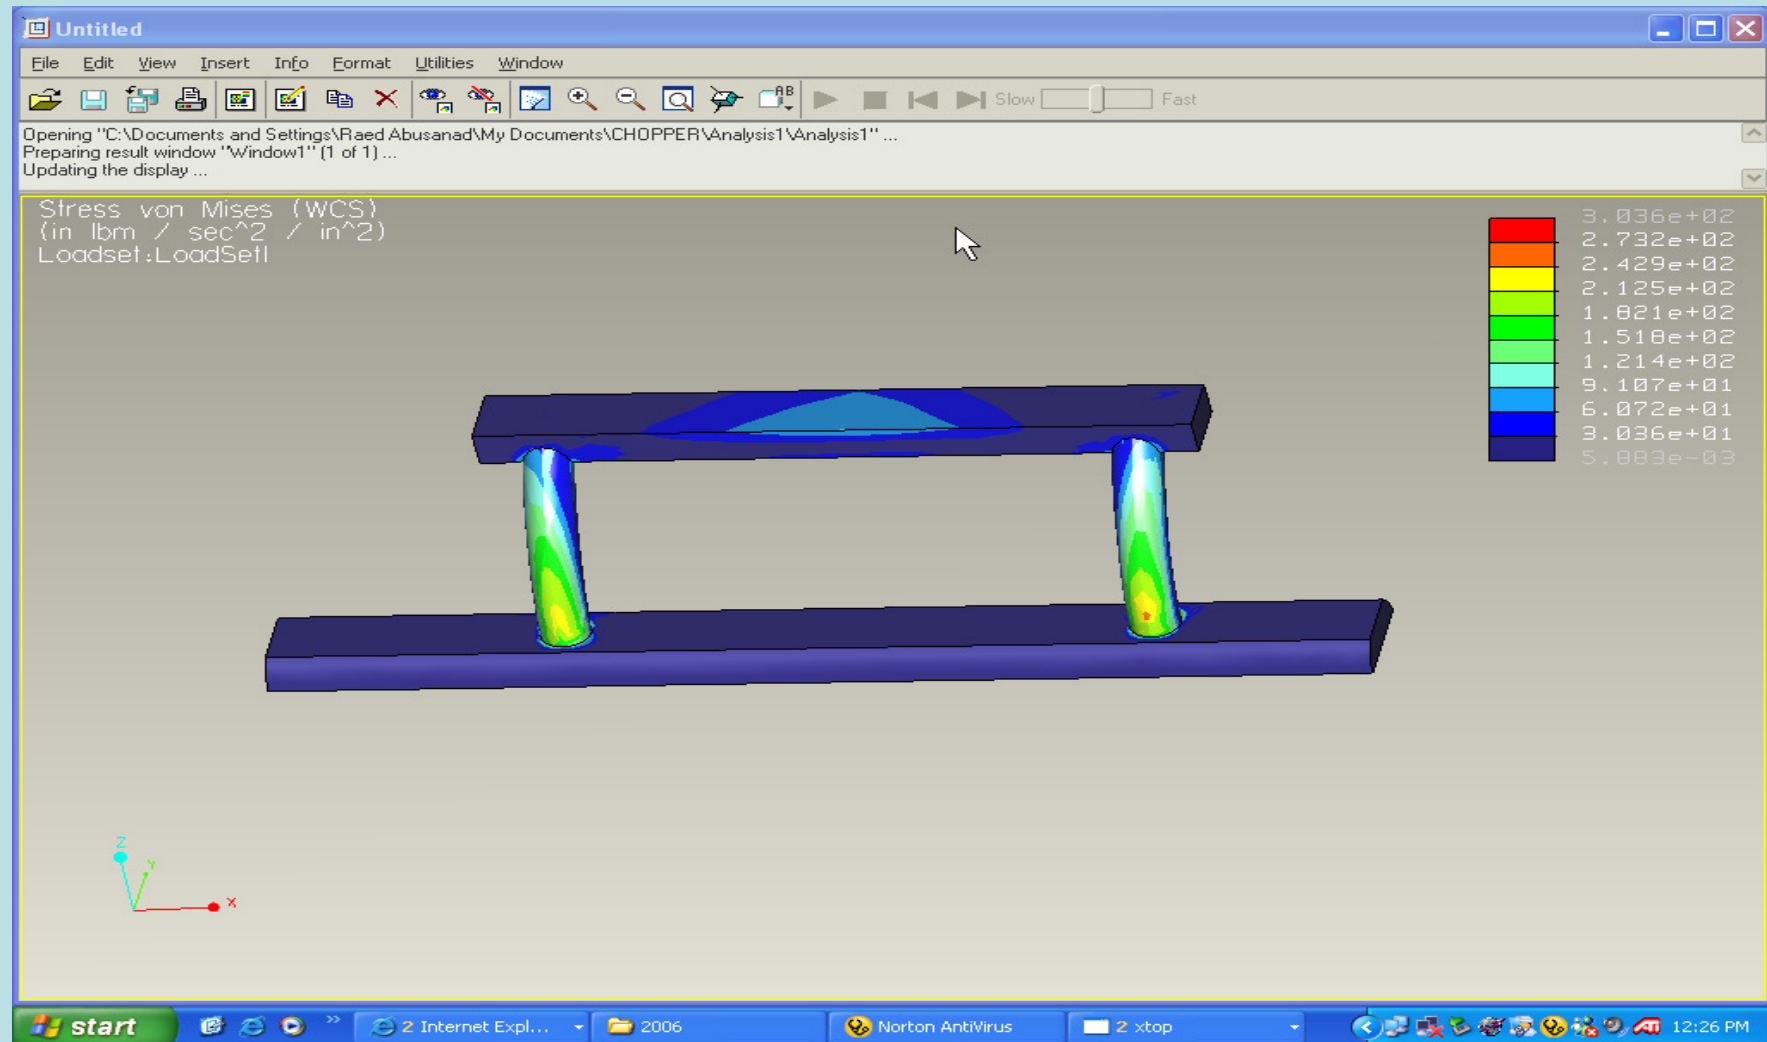 Untitled
File Edit View Insert Info Format Utilities Window
AB
Slow Fast
Opening "C:\Documents and Settings\Raed Abusanad\My Documents\CHOPPER\Analysis1\Analysis1" ...
Preparing result window "Window1" (1 of 1) ...
Updating the display ...
Stress von Mises (WCS)
(in lbm / sec^2 / in^2)
Loadset:LoadSet1
3.036e+02
2.732e+02
2.429e+02
2.125e+02
1.821e+02
1.518e+02
1.214e+02
9.107e+01
6.072e+01
3.036e+01
5.883e-03
Z
Y
X
start 2 Internet Expl... 2006 Norton AntiVirus 2 xtop ATI 12:26 PM